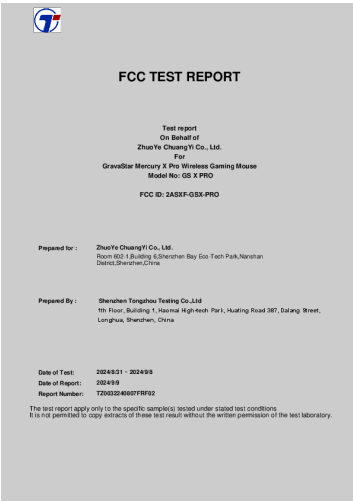 FCC TEST REPORT
Test report
On Behalf of
ZhuoYe ChuangYi Co., Ltd.
For
GravaStar Mercury X Pro Wireless Gaming Mouse
Model No: GS X PRO
FCC ID: 2ASXF-GSX-PRO
Prepared for : ZhuoYe ChuangYi Co., Ltd.
Room 602-1,Building 6,Shenzhen Bay Eco-Tech Park,Nanshan
District,Shenzhen,China
Prepared By : Shenzhen Tongzhou Testing Co.,Ltd
1th Floor, Building 1, Haomai High-tech Park, Huating Road 387, Dalang Street,
Longhua, Shenzhen, China
Date of Test: 2024/8/31 ~ 2024/9/8
Date of Report: 2024/9/9
Report Number: TZ0032240807FRF02
The test report apply only to the specific sample(s) tested under stated test conditions
It is not permitted to copy extracts of these test result without the written permission of the test laboratory.